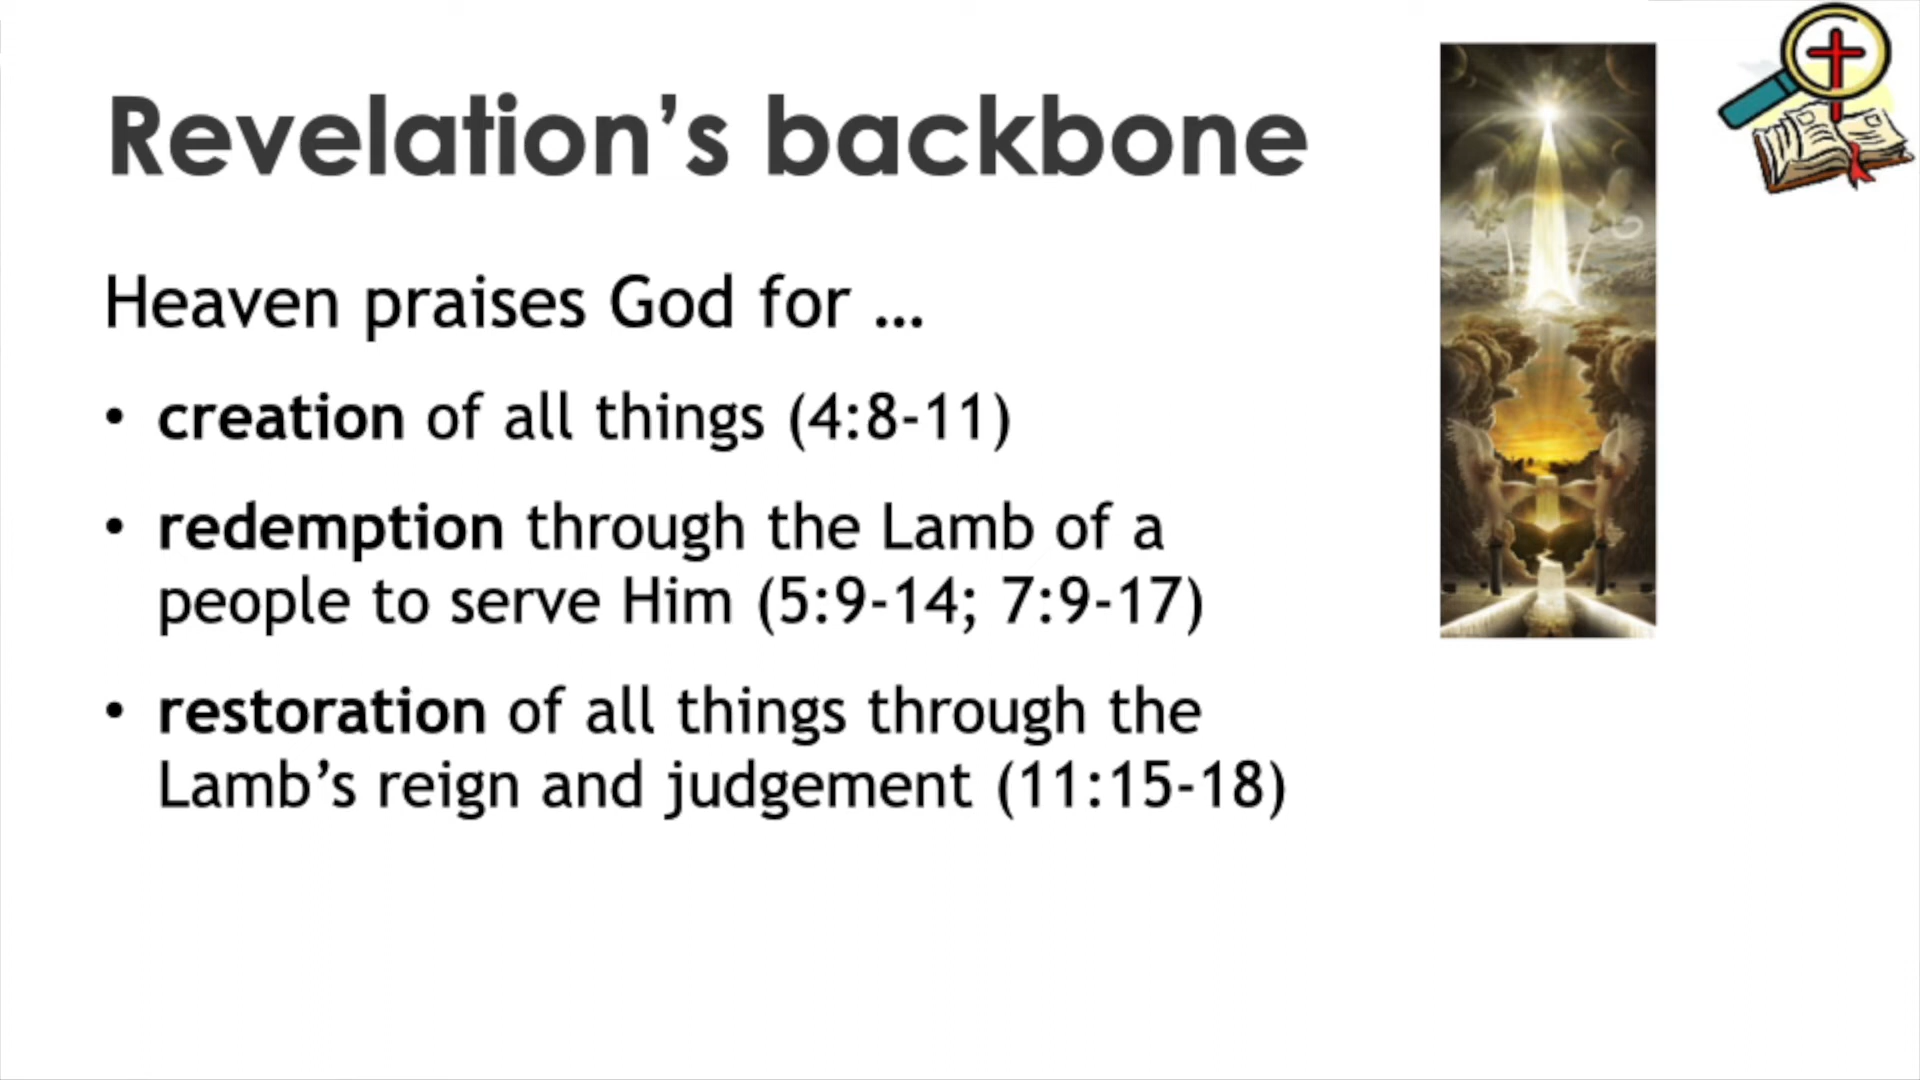 Revelation’s backbone
Heaven praises God for …
• creation of all things (4:8-11)
• redemption through the Lamb of a
people to serve Him (5:9-14; 7:9-17)
• restoration of all things through the
Lamb’s reign and judgement (11:15-18)